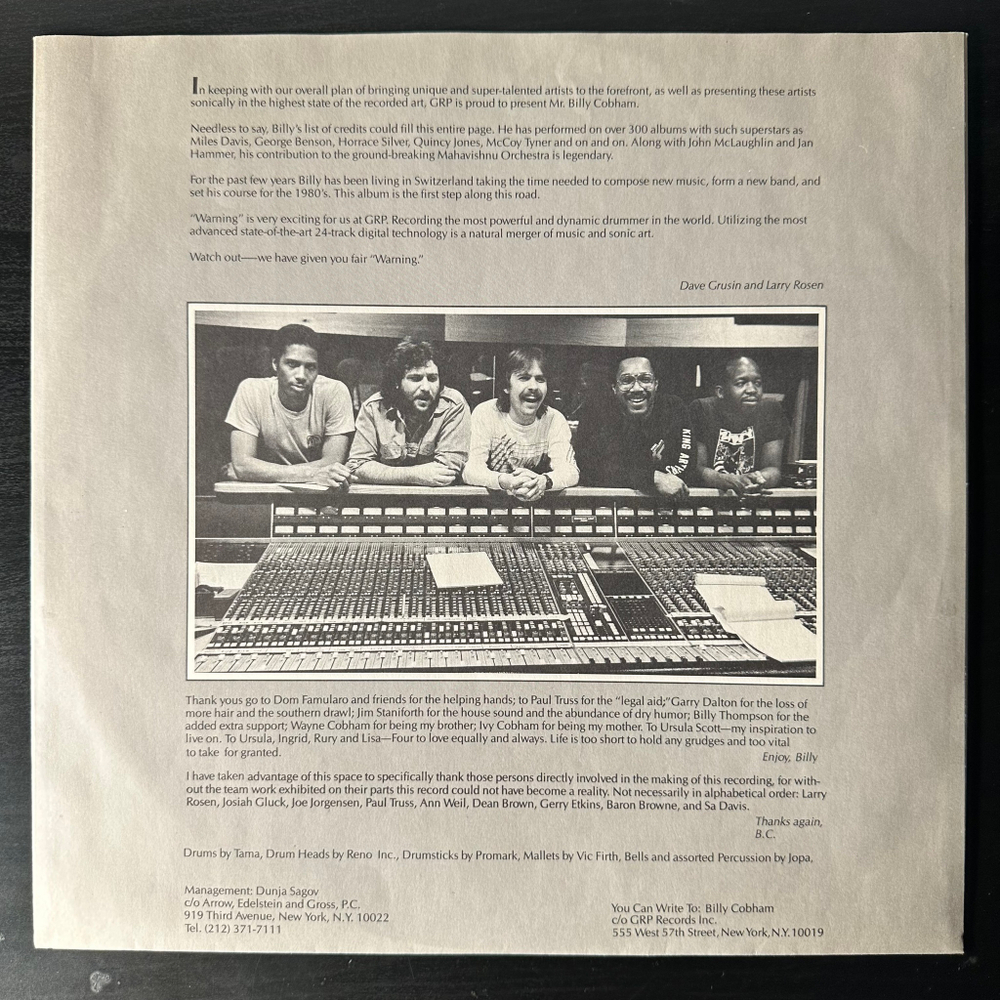 In keeping with our overall plan of bringing unique and super-talented artists to the forefront, as well as presenting these artists
sonically in the highest state of the recorded art, GRP is proud to present Mr. Billy Cobham.
Needless to say, Billy's list of credits could fill this entire page. He has performed on over 300 albums with such superstars as
Miles Davis, George Benson, Horrace Silver, Quincy Jones, McCoy Tyner and on and on. Along with John McLaughlin and Jan
Hammer, his contribution to the ground-breaking Mahavishnu Orchestra is legendary.
For the past few years Billy has been living in Switzerland taking the time needed to compose new music, form a new band, and
set his course for the 1980's. This album is the first step along this road.
"Warning" is very exciting for us at GRP. Recording the most powerful and dynamic drummer in the world. Utilizing the most
advanced state-of-the-art 24-track digital technology is a natural merger of music and sonic art.
Watch out—we have given you fair "Warning."
Dave Grusin and Larry Rosen
KING ARTH
Thank yous go to Dom Famularo and friends for the helping hands; to Paul Truss for the "legal aid;" Garry Dalton for the loss of
more hair and the southern drawl; Jim Staniforth for the house sound and the abundance of dry humor; Billy Thompson for the
added extra support; Wayne Cobham for being my brother; Ivy Cobham for being my mother. To Ursula Scott—my inspiration to
live on. To Ursula, Ingrid, Rury and Lisa—Four to love equally and always. Life is too short to hold any grudges and too vital
to take for granted.
Enjoy, Billy
I have taken advantage of this space to specifically thank those persons directly involved in the making of this recording, for with-
out the team work exhibited on their parts this record could not have become a reality. Not necessarily in alphabetical order: Larry
Rosen, Josiah Gluck, Joe Jorgensen, Paul Truss, Ann Weil, Dean Brown, Gerry Etkins, Baron Browne, and Sa Davis.
Thanks again,
B.C.
Drums by Tama, Drum Heads by Reno Inc., Drumsticks by Promark, Mallets by Vic Firth, Bells and assorted Percussion by Jopa,
Management: Dunja Sagov
c/o Arrow, Edelstein and Gross, P.C.
919 Third Avenue, New York, N.Y. 10022
Tel. (212) 371-7111
You Can Write To: Billy Cobham
c/o GRP Records Inc.
555 West 57th Street, New York, N.Y. 10019